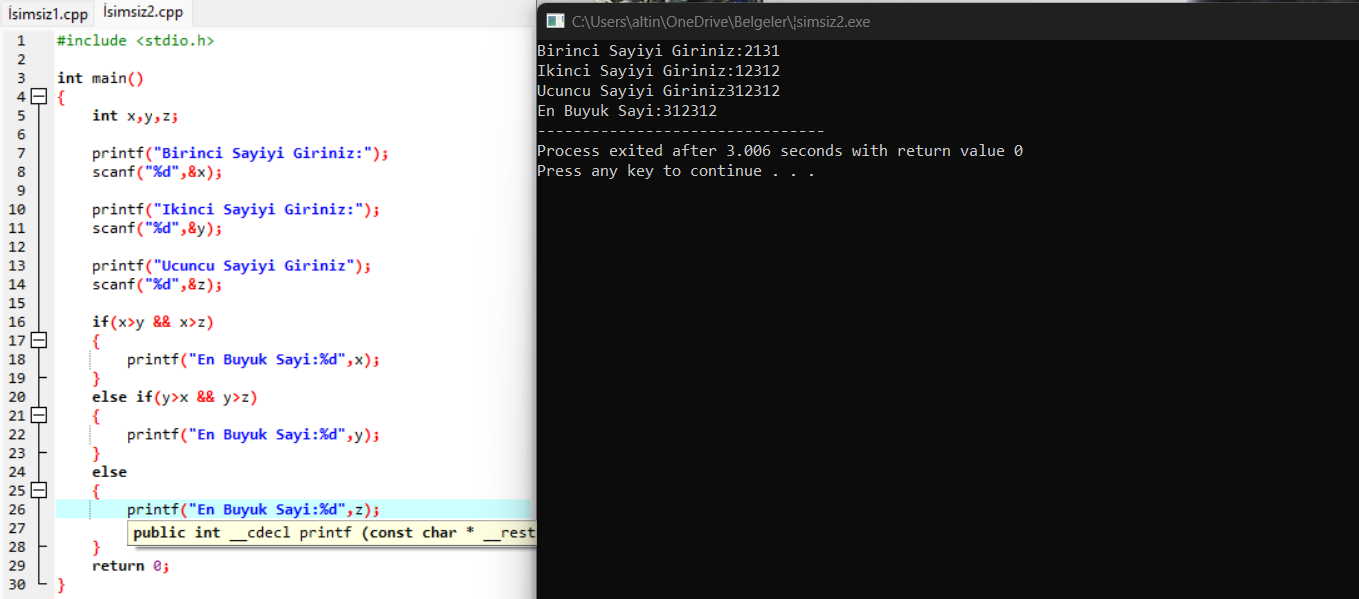 İsimsiz1.cpp İsimsiz2.cpp
1 #include <stdio.h>
2
3 int main()
4 {
5 int x,y,z;
6
7 printf("Birinci Sayiyi Giriniz:");
8 scanf("%d",&x);
9
10 printf("Ikinci Sayiyi Giriniz:");
11 scanf("%d",&y);
12
13 printf("Ucuncu Sayiyi Giriniz");
14 scanf("%d",&z);
15
16 if(x>y && x>z)
17 {
18 printf("En Buyuk Sayi:%d",x);
19 }
20 else if(y>x && y>z)
21 {
22 printf("En Buyuk Sayi:%d",y);
23 }
24 else
25 {
26 printf("En Buyuk Sayi:%d",z);
27 public int __cdecl printf (const char * __rest
28 }
29 return 0;
30 }
C:\Users\altin\OneDrive\Belgeler\¦simsiz2.exe
Birinci Sayiyi Giriniz:2131
Ikinci Sayiyi Giriniz:12312
Ucuncu Sayiyi Giriniz312312
En Buyuk Sayi:312312
--------------------------------
Process exited after 3.006 seconds with return value 0
Press any key to continue . . .